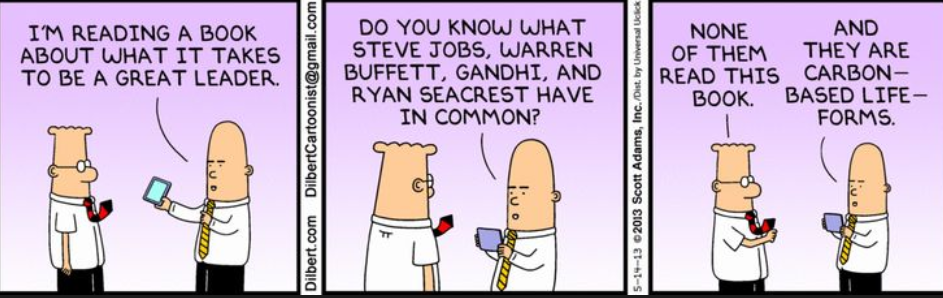 I'M READING A BOOK
ABOUT WHAT IT TAKES
TO BE A GREAT LEADER.
Dilbert.com DilbertCartoonist@gmail.com
DO YOU KNOW WHAT
STEVE JOBS, WARREN
BUFFETT, GANDHI, AND
RYAN SEACREST HAVE
IN COMMON?
5-14-13 ©2013 Scott Adams, Inc. /Dist. by Universal Uclick
NONE
OF THEM
READ THIS
BOOK.
AND
THEY ARE
CARBON-
BASED LIFE-
FORMS.